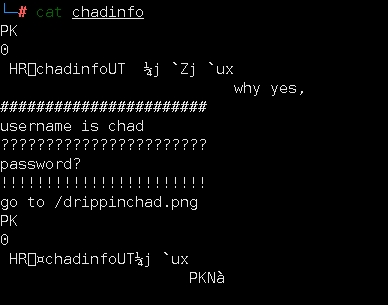 └─# cat chadinfo
PK
0
HR▯chadinfoUT ¼j `Zj `ux
why yes,
#######################
username is chad
???????????????????????
password?
!!!!!!!!!!!!!!!!!!!!!!!
go to /drippinchad.png
PK
0
HR▯¤chadinfoUT¼j `ux
PKNà